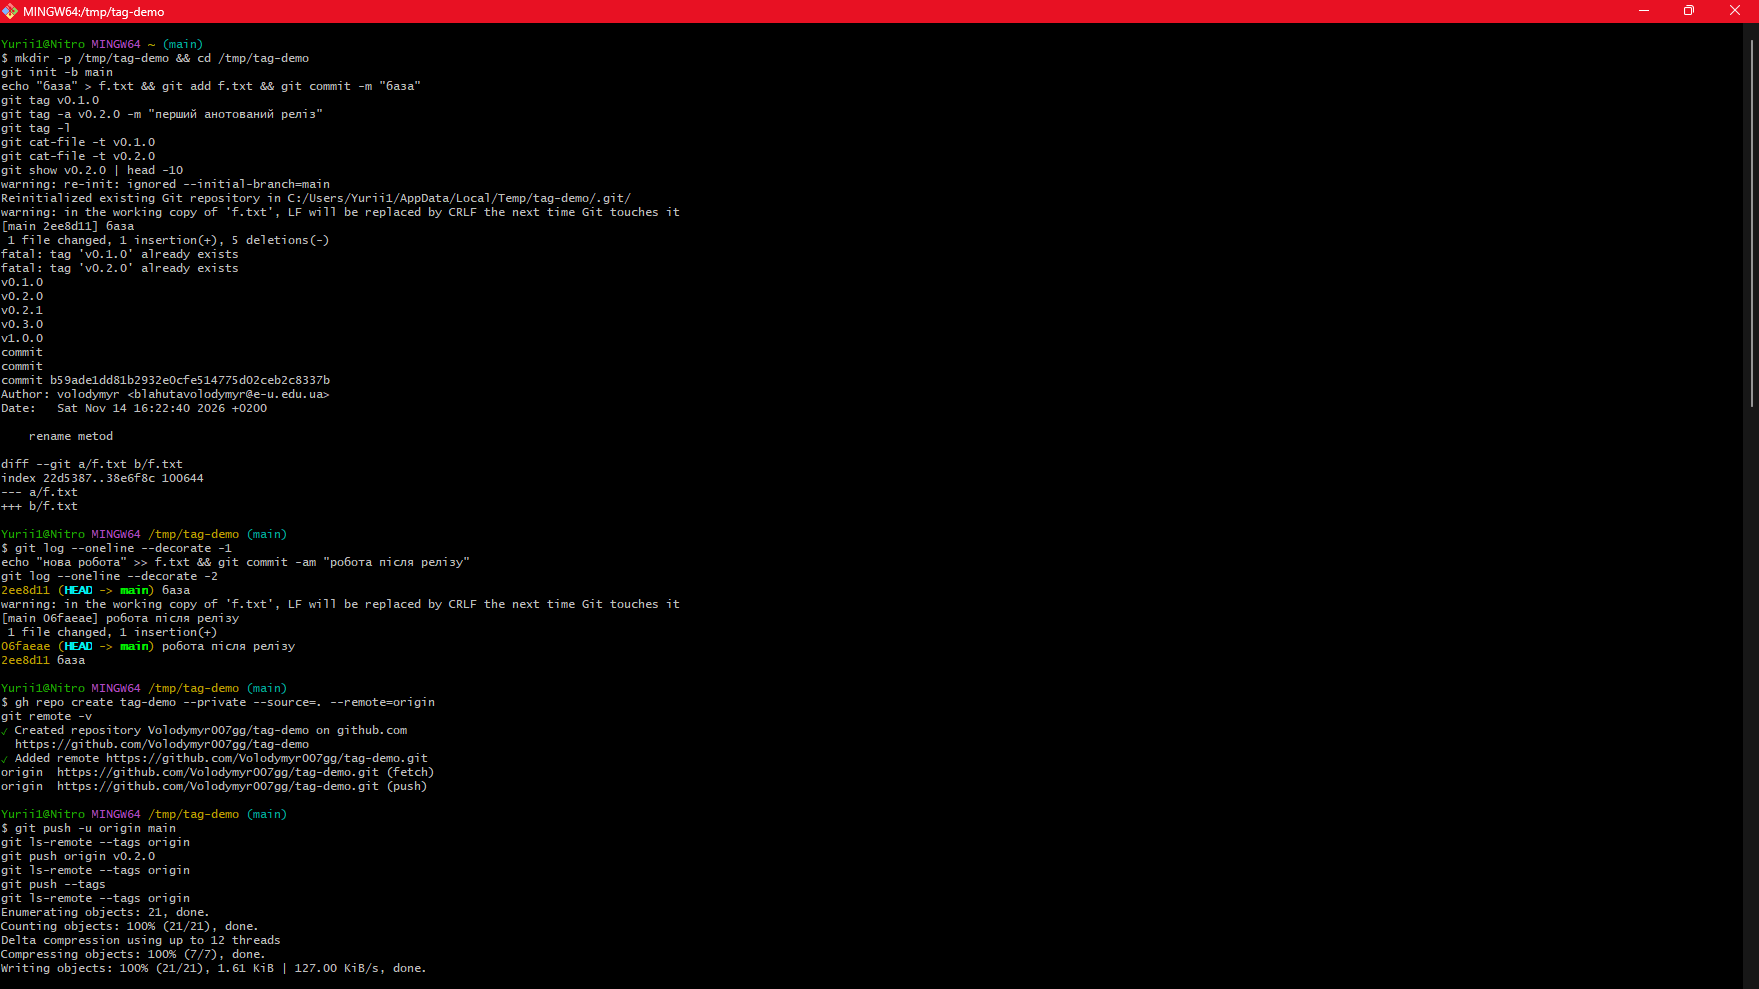 MINGW64:/tmp/tag-demo
Yurii1@Nitro MINGW64 ~ (main)
$ mkdir -p /tmp/tag-demo && cd /tmp/tag-demo
git init -b main
echo "база" > f.txt && git add f.txt && git commit -m "база"
git tag v0.1.0
git tag -a v0.2.0 -m "перший анотований реліз"
git tag -l
git cat-file -t v0.1.0
git cat-file -t v0.2.0
git show v0.2.0 | head -10
warning: re-init: ignored --initial-branch=main
Reinitialized existing Git repository in C:/Users/Yurii1/AppData/Local/Temp/tag-demo/.git/
warning: in the working copy of 'f.txt', LF will be replaced by CRLF the next time Git touches it
[main 2ee8d11] база
 1 file changed, 1 insertion(+), 5 deletions(-)
fatal: tag 'v0.1.0' already exists
fatal: tag 'v0.2.0' already exists
v0.1.0
v0.2.0
v0.2.1
v0.3.0
v1.0.0
commit
commit
commit b59ade1dd81b2932e0cfe514775d02ceb2c8337b
Author: volodymyr <blahutavolodymyr@e-u.edu.ua>
Date:   Sat Nov 14 16:22:40 2026 +0200
    rename metod
diff --git a/f.txt b/f.txt
index 22d5387..38e6f8c 100644
--- a/f.txt
+++ b/f.txt
Yurii1@Nitro MINGW64 /tmp/tag-demo (main)
$ git log --oneline --decorate -1
echo "нова робота" >> f.txt && git commit -am "робота після релізу"
git log --oneline --decorate -2
2ee8d11 (HEAD -> main) база
warning: in the working copy of 'f.txt', LF will be replaced by CRLF the next time Git touches it
[main 06faeae] робота після релізу
 1 file changed, 1 insertion(+)
06faeae (HEAD -> main) робота після релізу
2ee8d11 база
Yurii1@Nitro MINGW64 /tmp/tag-demo (main)
$ gh repo create tag-demo --private --source=. --remote=origin
git remote -v
✓ Created repository Volodymyr007gg/tag-demo on github.com
  https://github.com/Volodymyr007gg/tag-demo
✓ Added remote https://github.com/Volodymyr007gg/tag-demo.git
origin  https://github.com/Volodymyr007gg/tag-demo.git (fetch)
origin  https://github.com/Volodymyr007gg/tag-demo.git (push)
Yurii1@Nitro MINGW64 /tmp/tag-demo (main)
$ git push -u origin main
git ls-remote --tags origin
git push origin v0.2.0
git ls-remote --tags origin
git push --tags
git ls-remote --tags origin
Enumerating objects: 21, done.
Counting objects: 100% (21/21), done.
Delta compression using up to 12 threads
Compressing objects: 100% (7/7), done.
Writing objects: 100% (21/21), 1.61 KiB | 127.00 KiB/s, done.